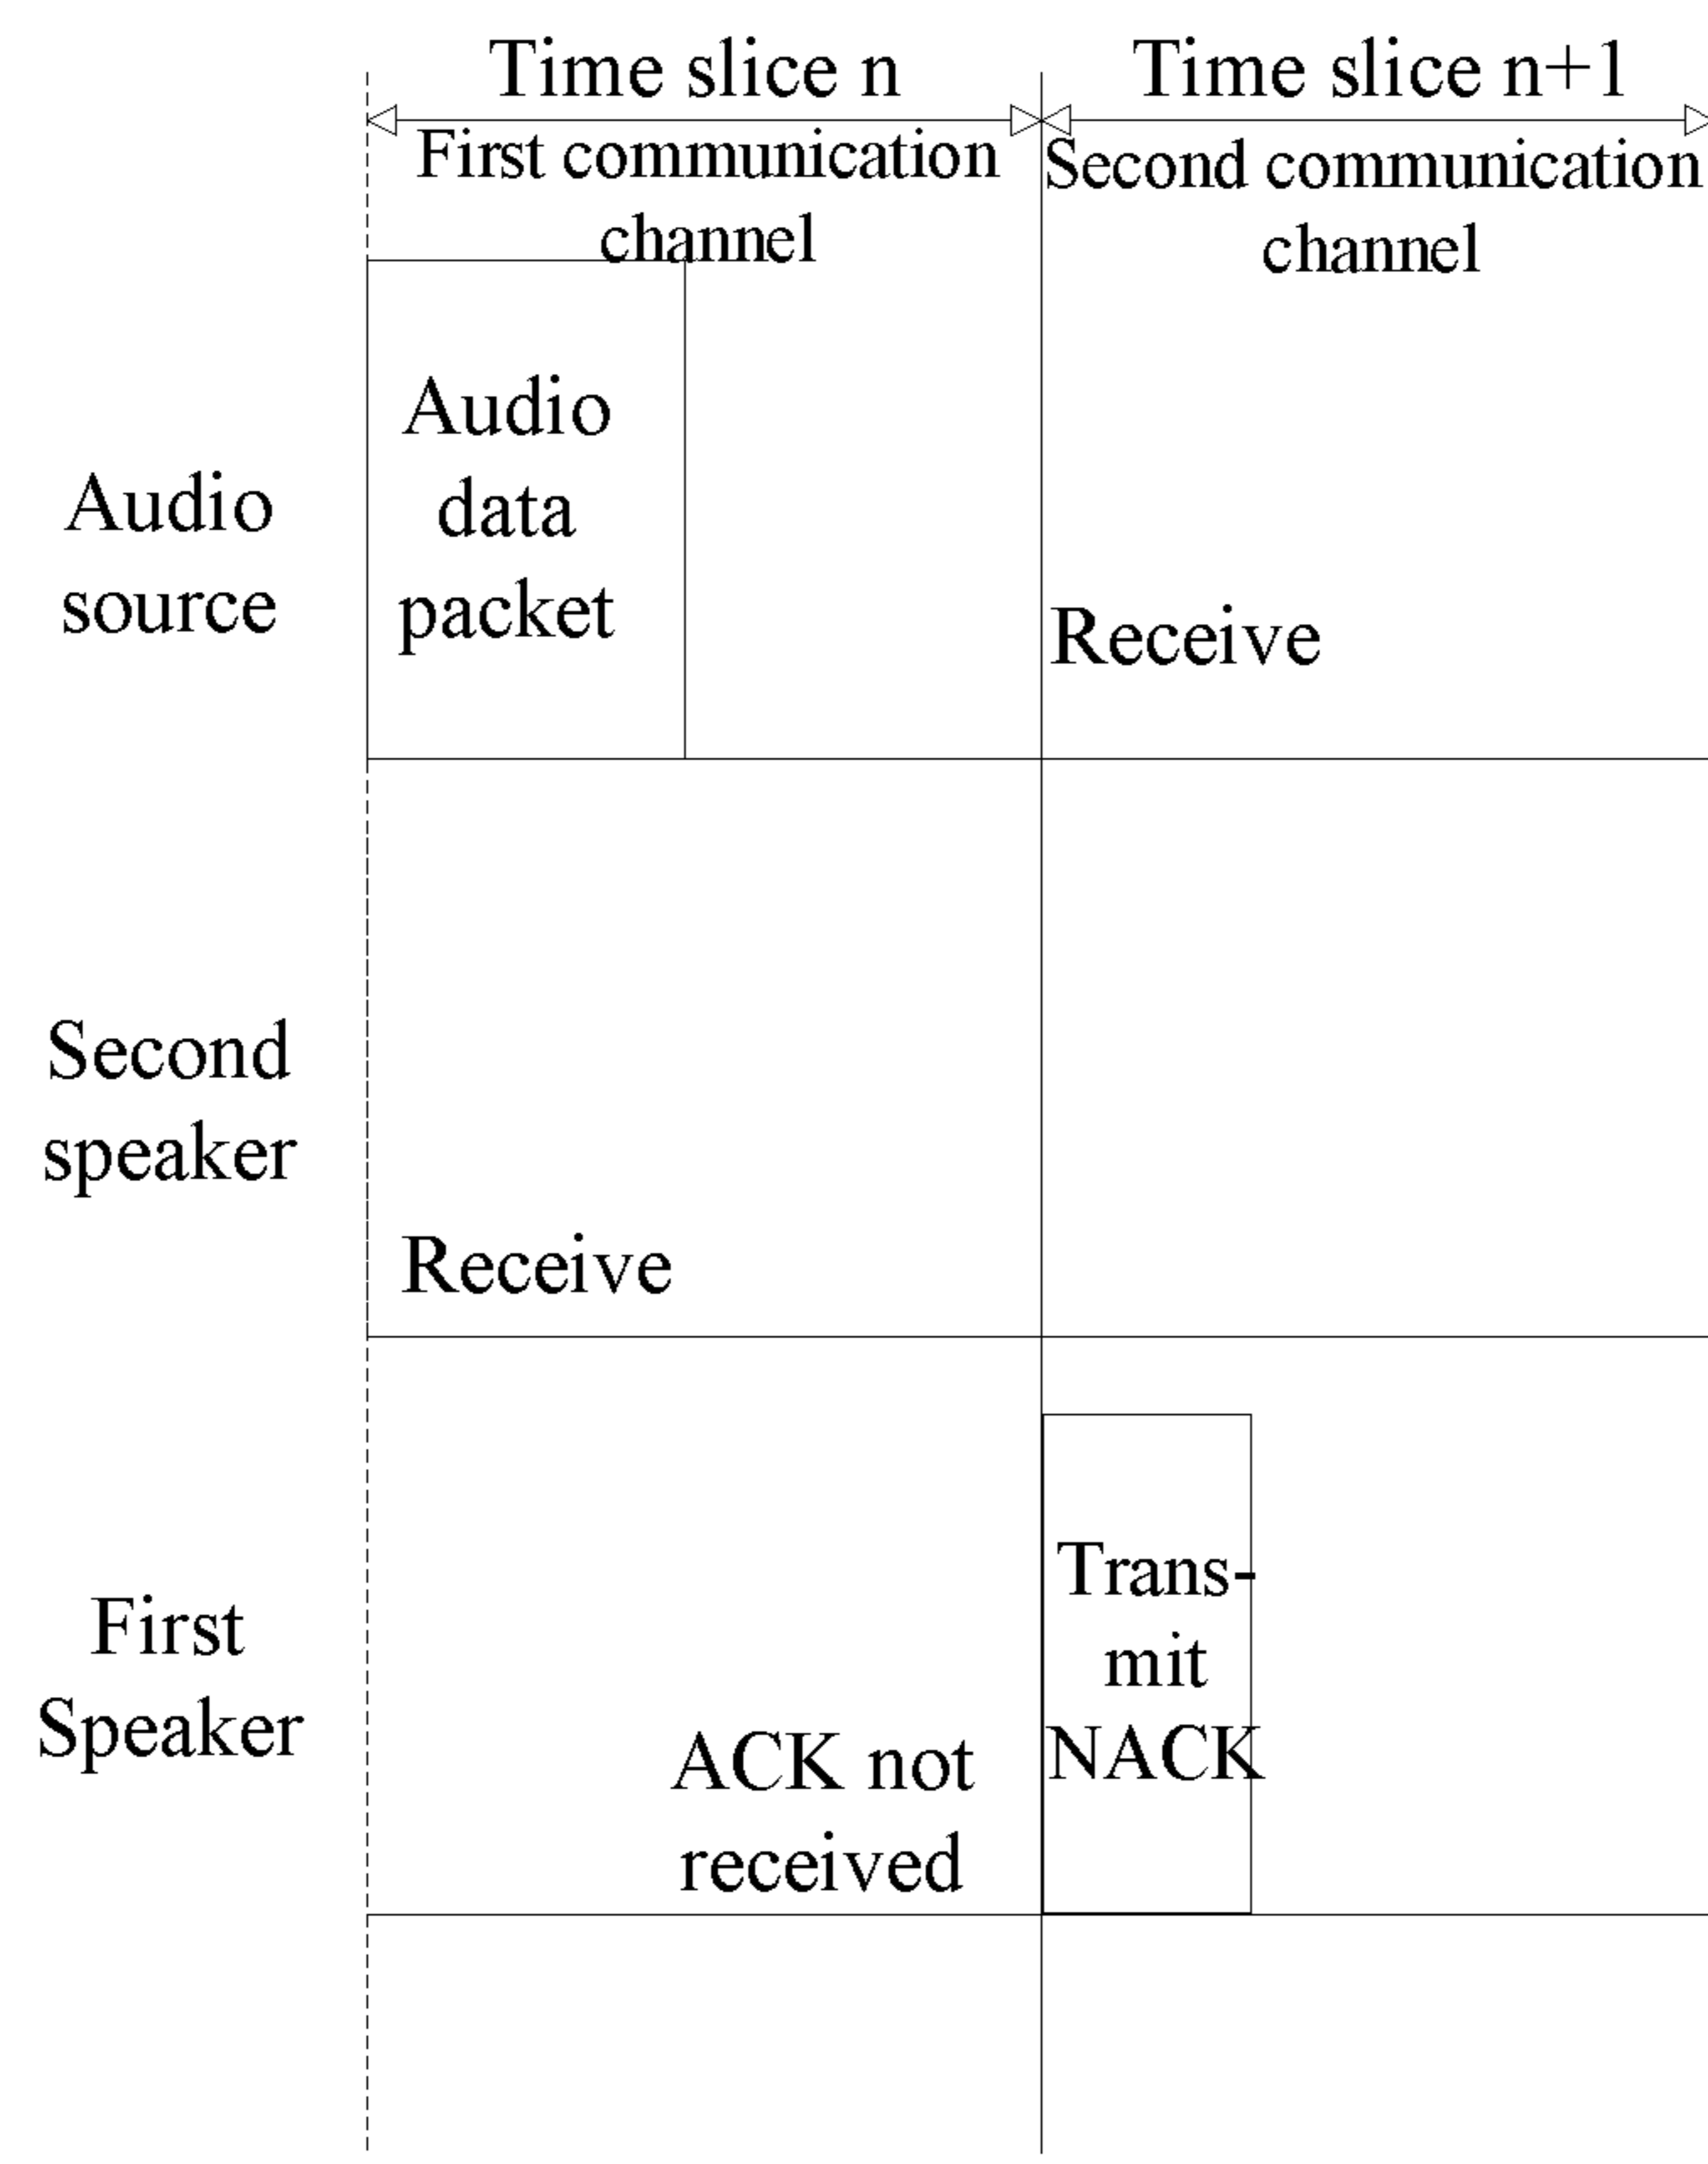 Time slice n
Time slice n+1
First communication
channel
Second communication
channel
Audio
source
Audio
data
packet
Receive
Second
speaker
Receive
First
Speaker
ACK not
received
Trans-
mit
NACK